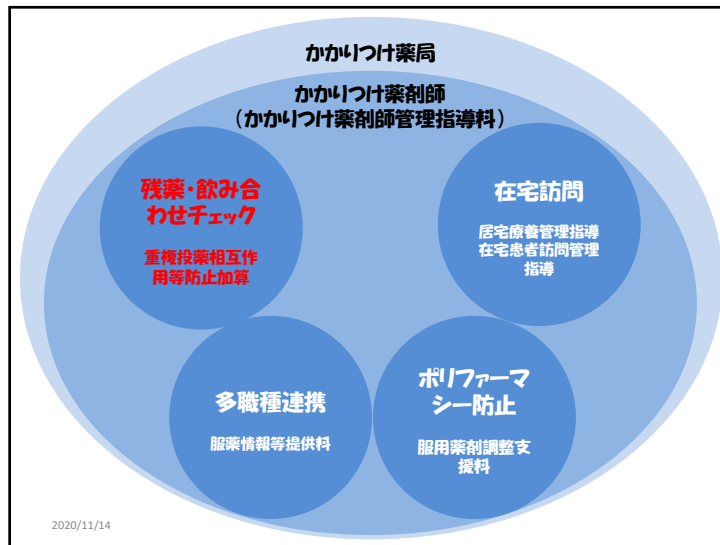 かかりつけ薬局
かかりつけ薬剤師
（かかりつけ薬剤師管理指導料）
残薬・飲み合
わせチェック
重複投薬相互作
用等防止加算
在宅訪問
居宅療養管理指導
在宅患者訪問管理
指導
多職種連携
服薬情報等提供料
ポリファーマ
シー防止
服用薬剤調整支
援料
2020/11/14